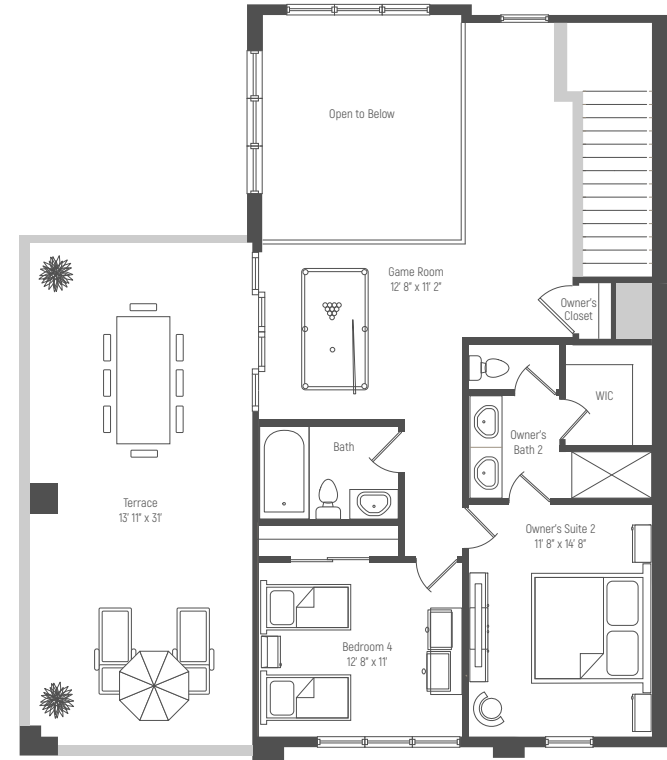 Open to Below
Game Room
12' 8" x 11' 2"
Owner's
Closet
WIC
Owner's
Bath 2
Bath
Terrace
13' 11" x 31'
Owner's Suite 2
11' 8" x 14' 8"
Bedroom 4
12' 8" x 11'